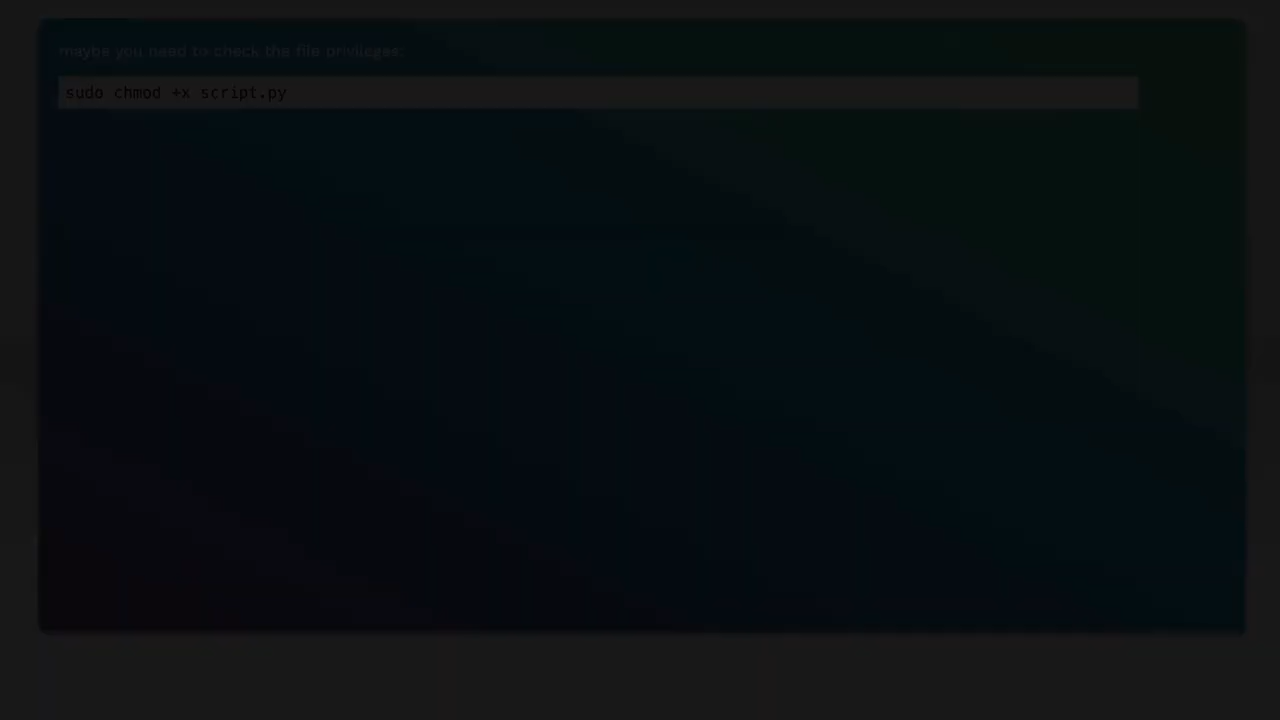 maybe you need to check the file privileges:
sudo chmod +x script.py